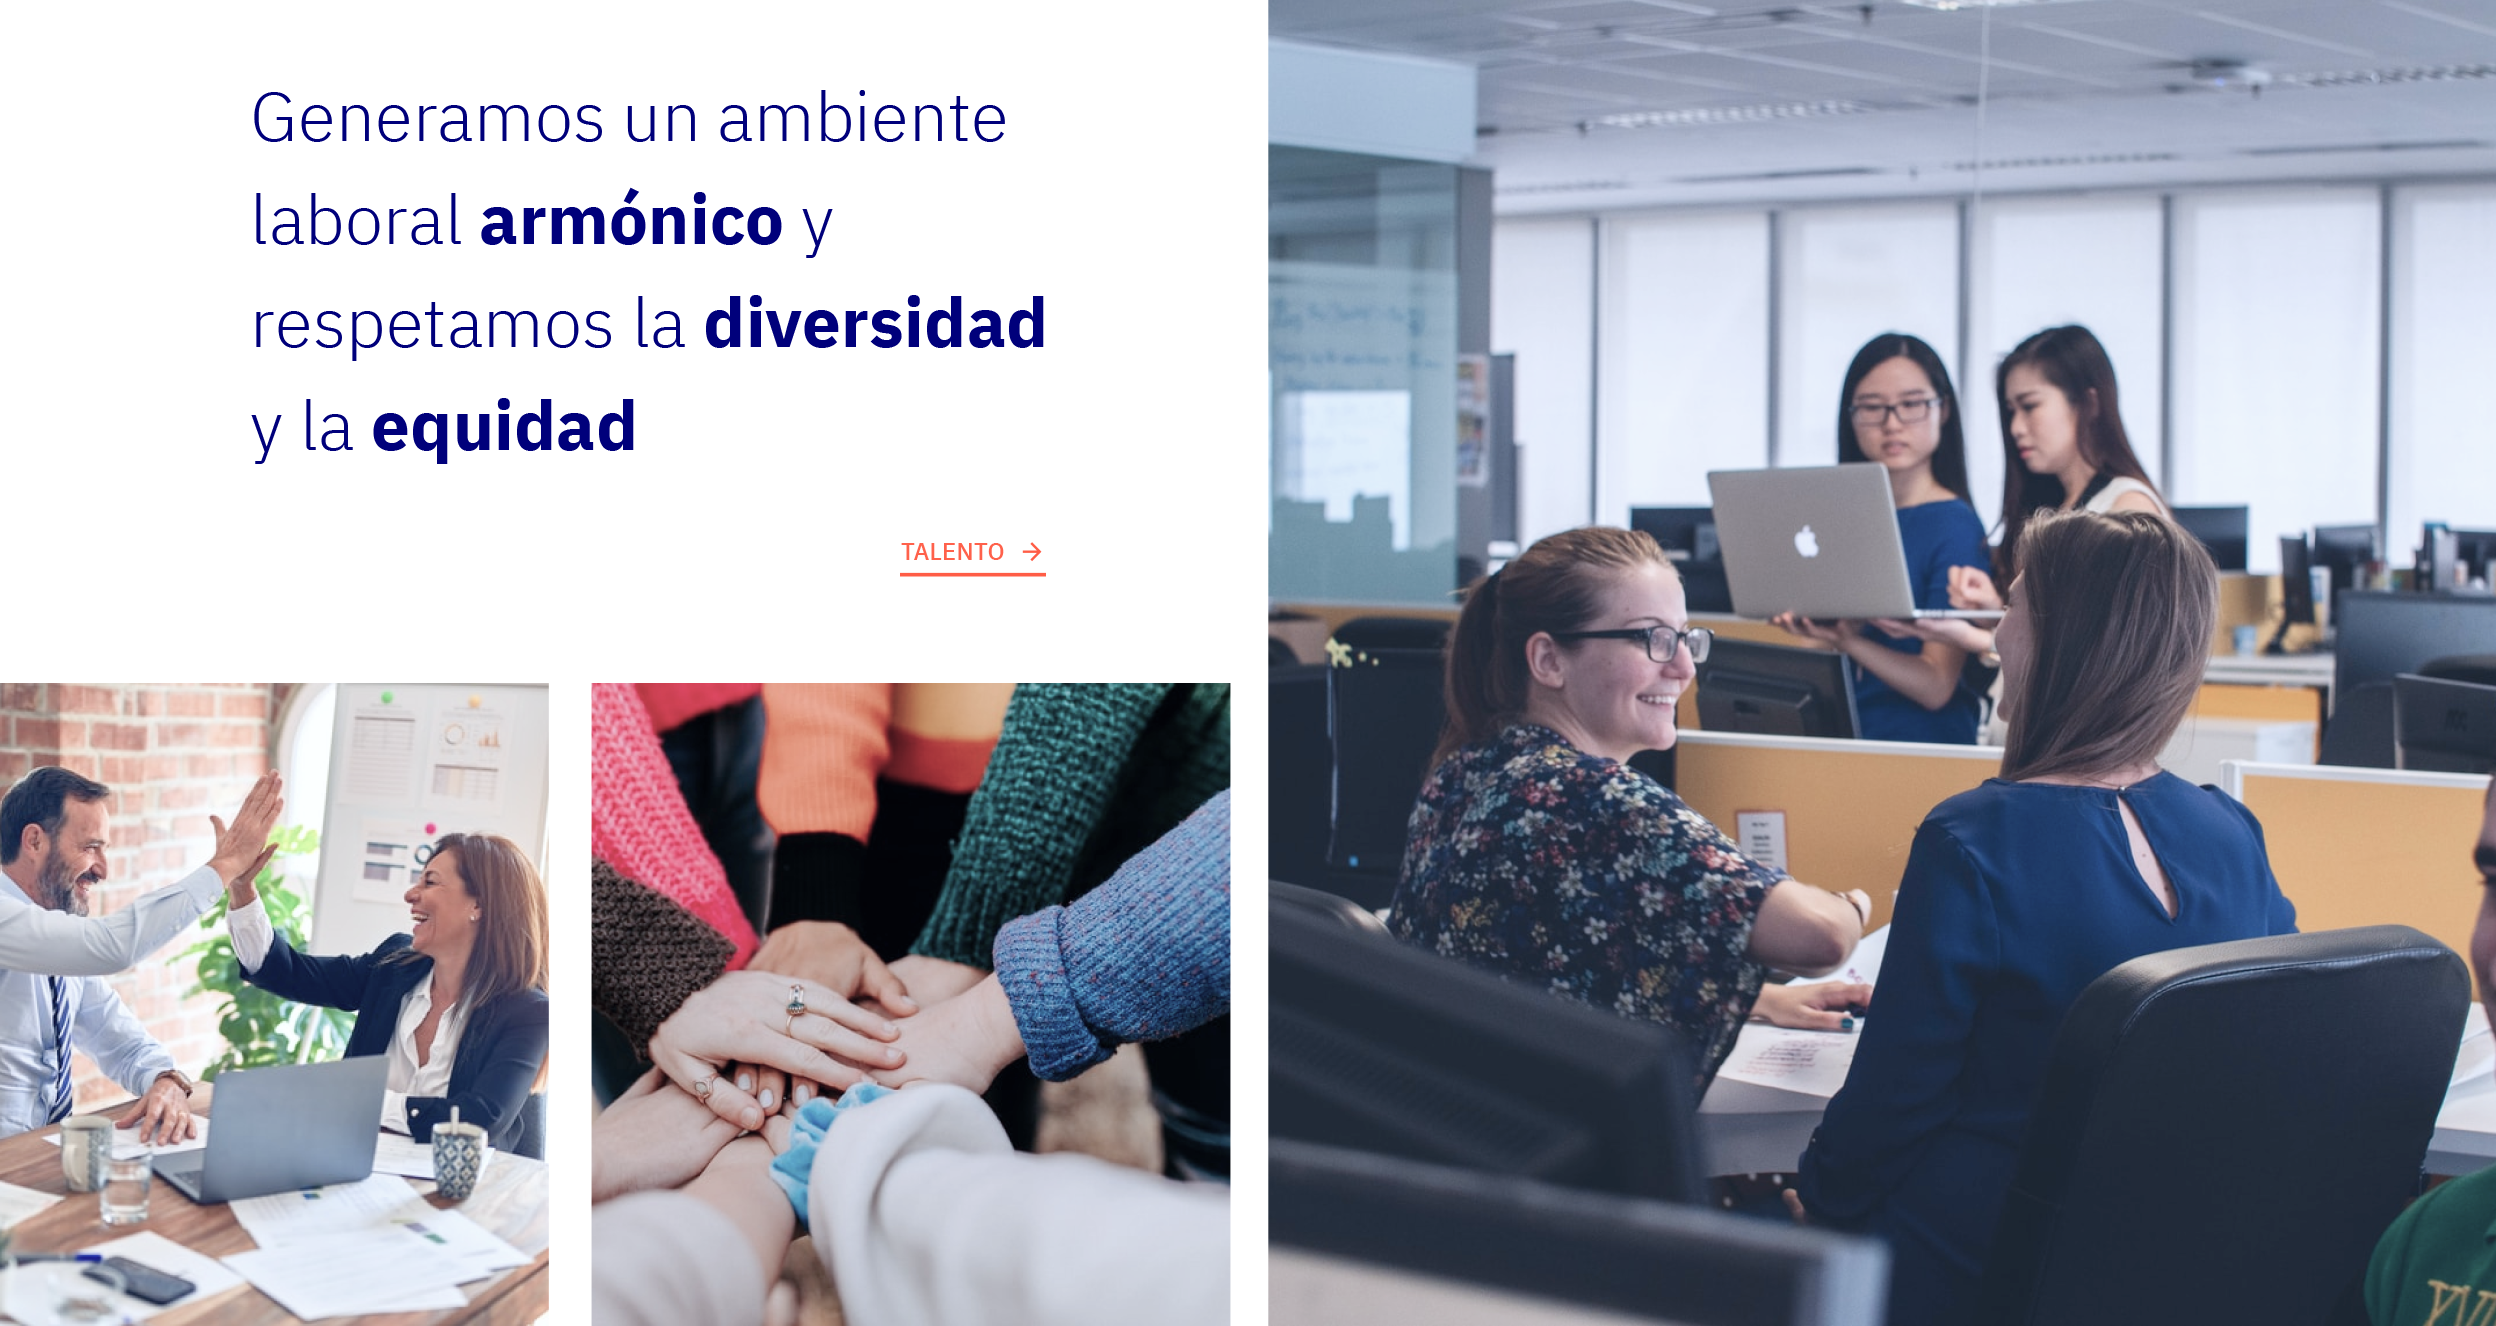 Generamos un ambiente
laboral armónico y
respetamos la diversidad
y la equidad
TALENTO →